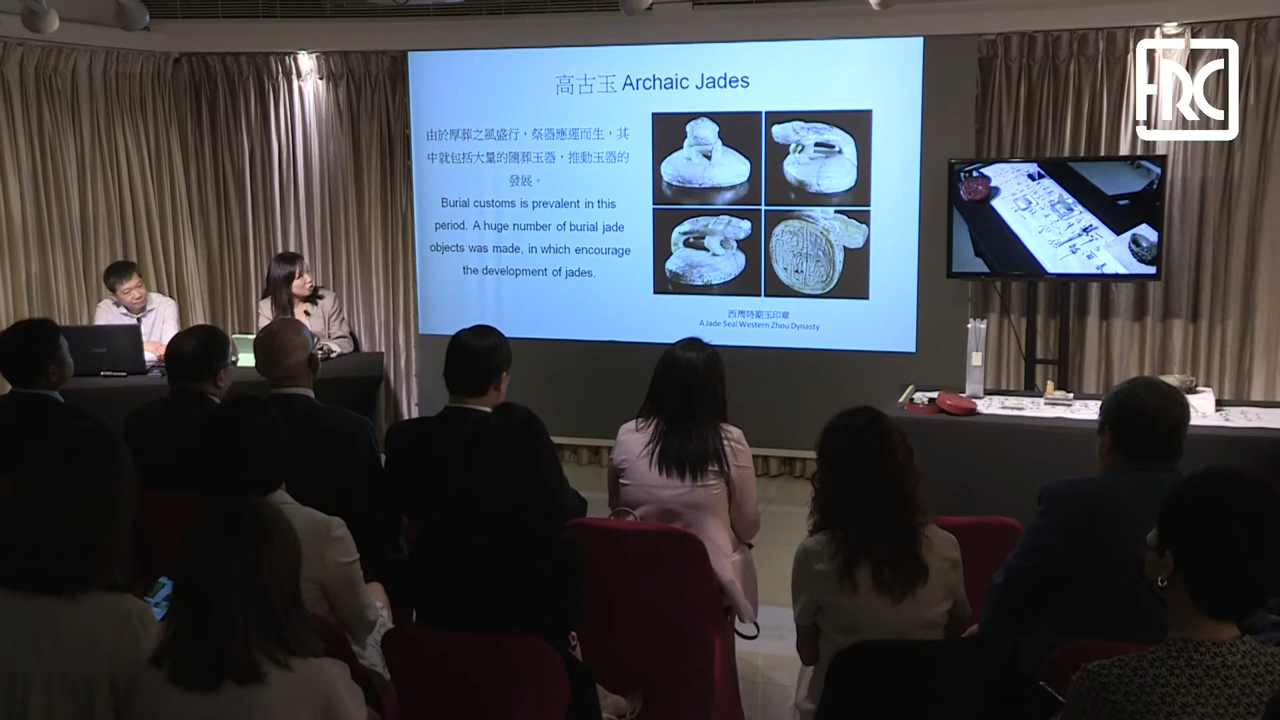 高古玉 Archaic Jades
由於厚葬之風盛行，祭器應運而生，其
中就包括大量的隨葬玉器，推動玉器的
發展。
Burial customs is prevalent in this
period. A huge number of burial jade
objects was made, in which encourage
the development of jades.
西周時期玉印章
A Jade Seal Western Zhou Dynasty
HRC